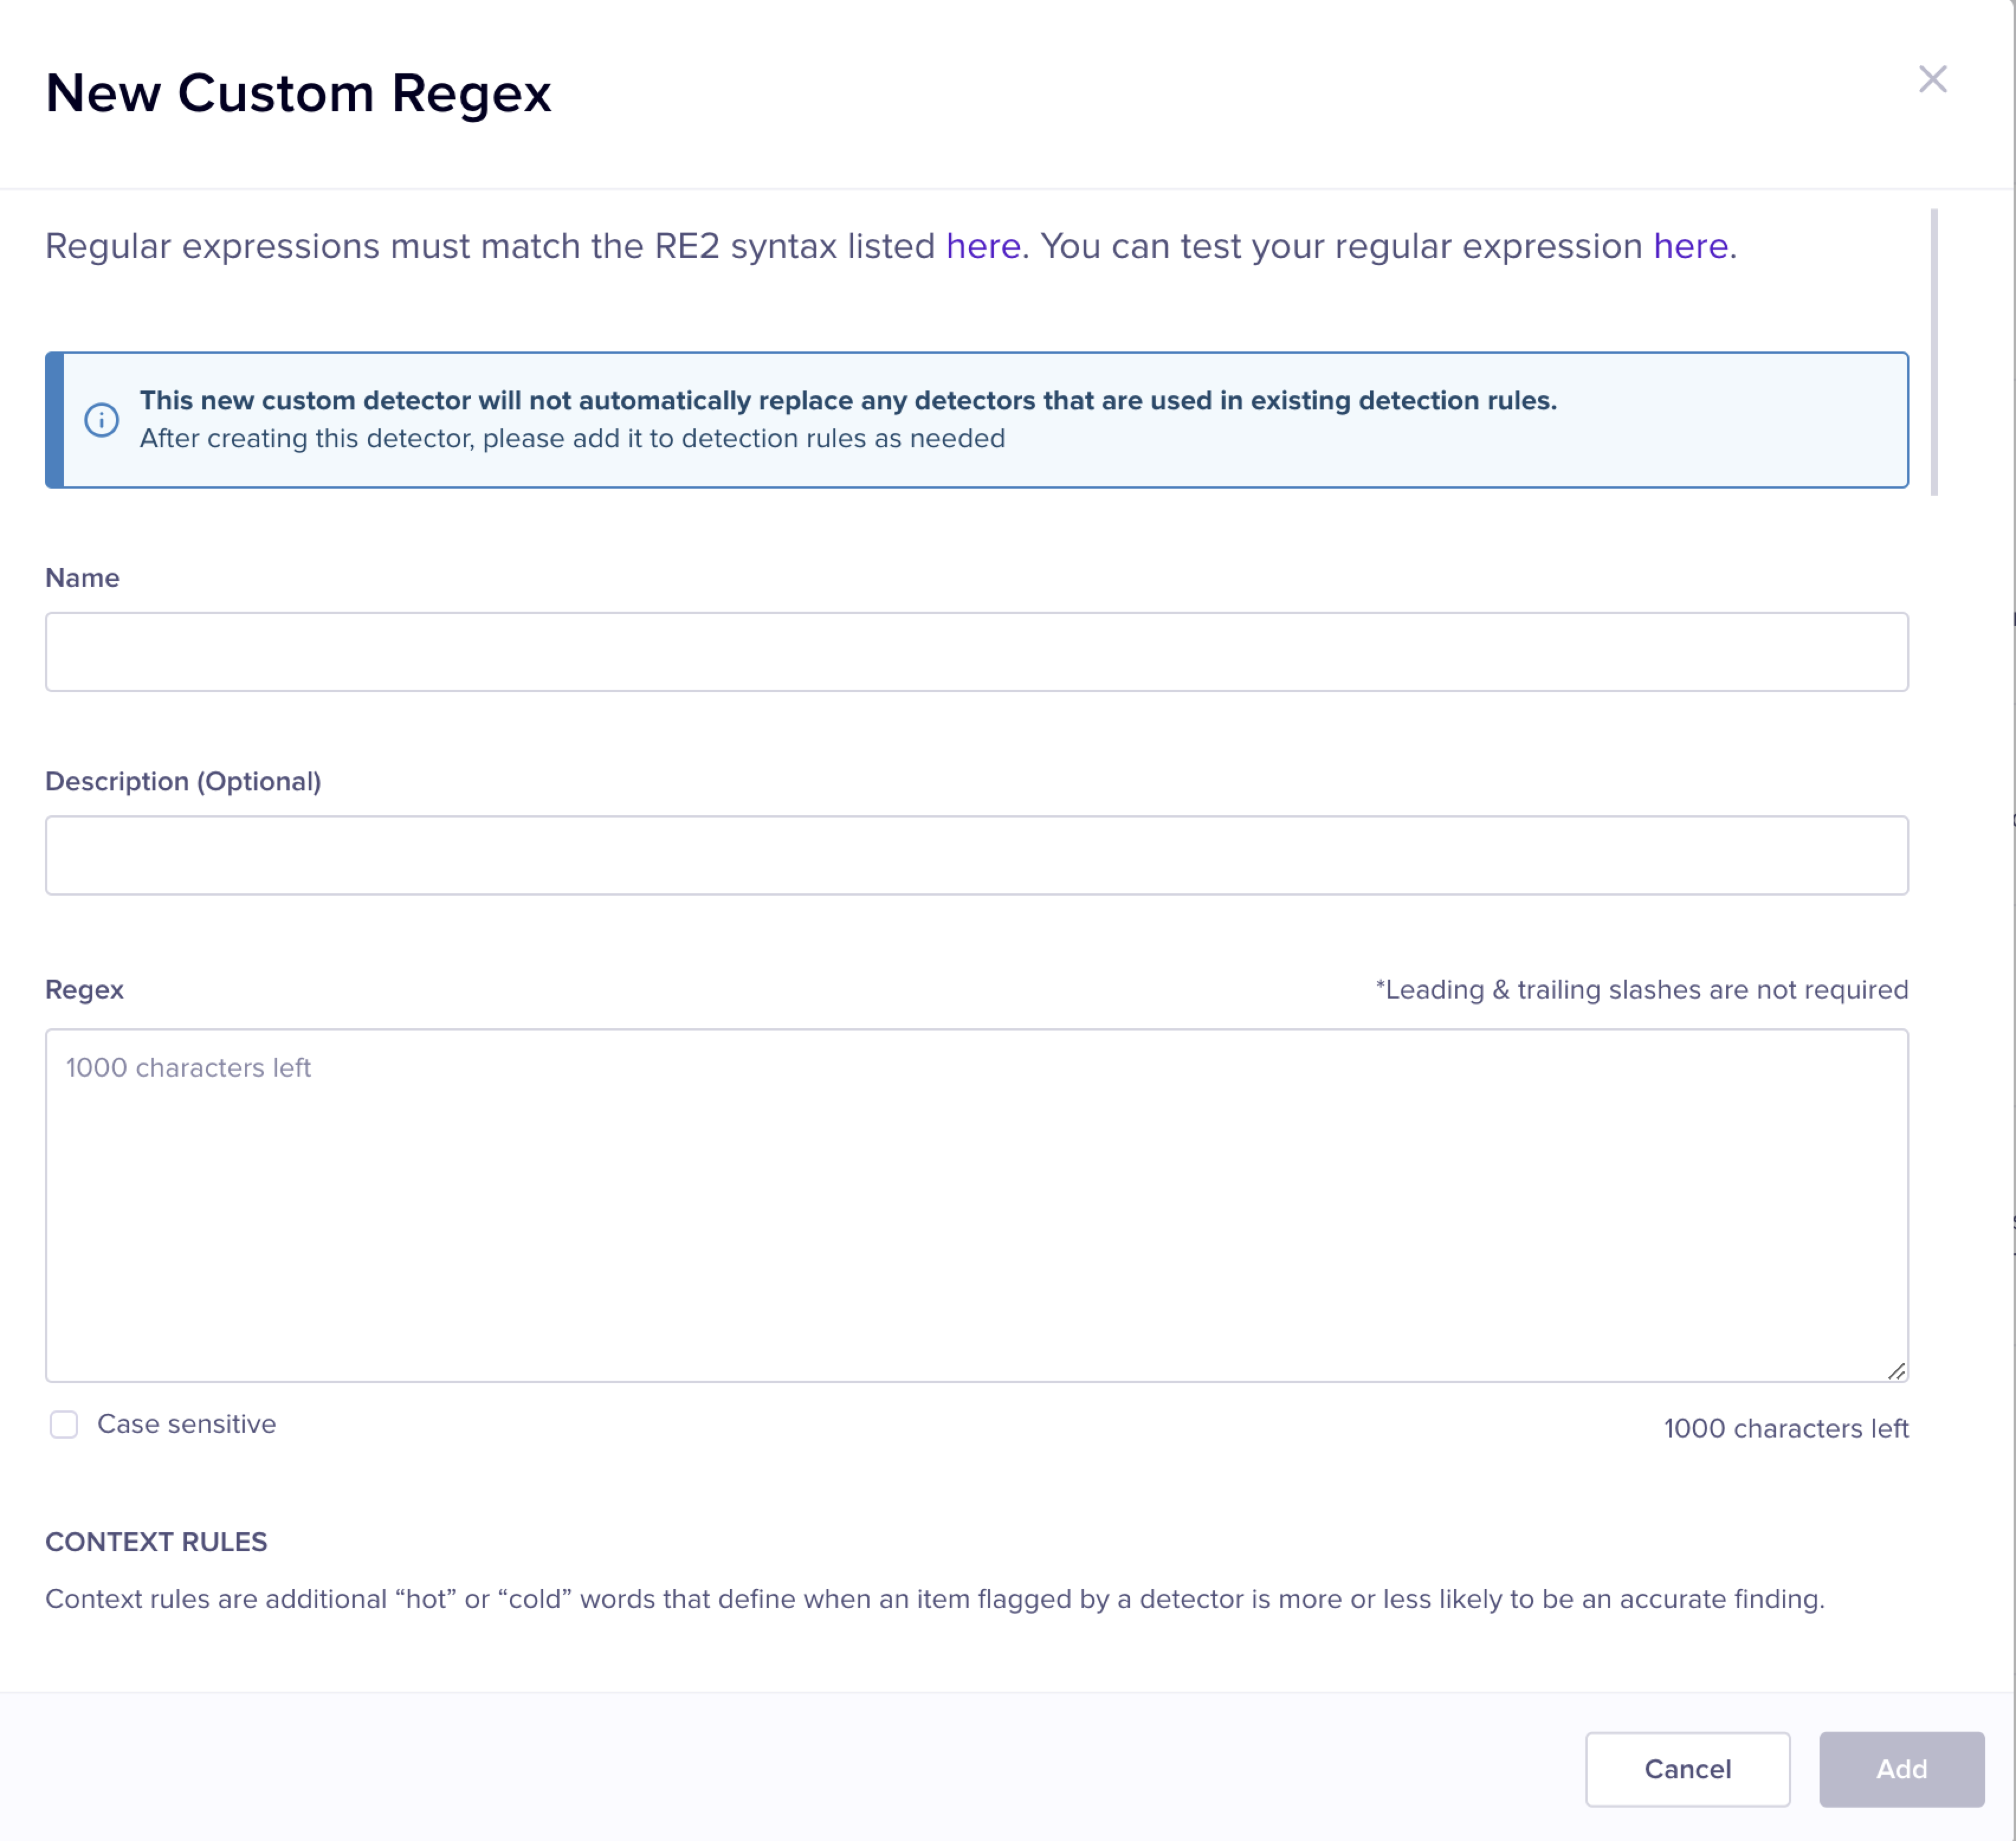 New Custom Regex
Regular expressions must match the RE2 syntax listed here. You can test your regular expression here.
This new custom detector will not automatically replace any detectors that are used in existing detection rules.
After creating this detector, please add it to detection rules as needed
Name
Description (Optional)
Regex
*Leading & trailing slashes are not required
1000 characters left
Case sensitive
1000 characters left
CONTEXT RULES
Context rules are additional “hot” or “cold” words that define when an item flagged by a detector is more or less likely to be an accurate finding.
Cancel
Add